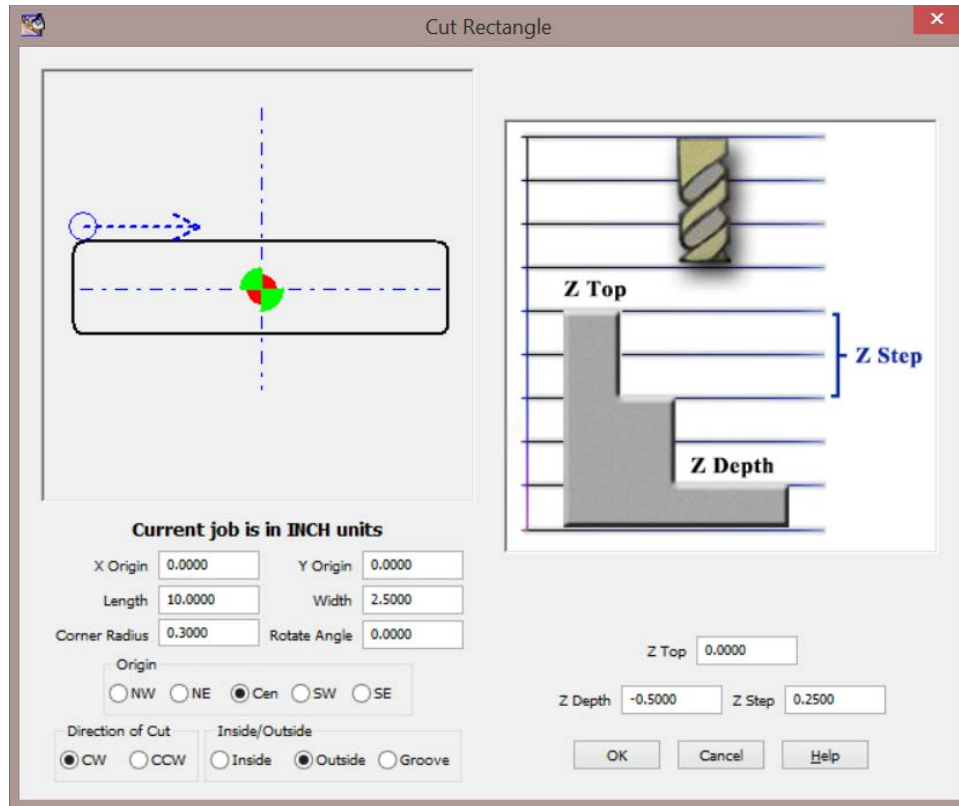 Cut Rectangle
Z Top
Z Step
Z Depth
Current job is in INCH units
X Origin 0.0000 Y Origin 0.0000
Length 10.0000 Width 2.5000
Corner Radius 0.3000 Rotate Angle 0.0000
Origin
NW NE Cen SW SE
Direction of Cut Inside/Outside
CW CCW Inside Outside Groove
Z Top 0.0000
Z Depth -0.5000 Z Step 0.2500
OK Cancel Help